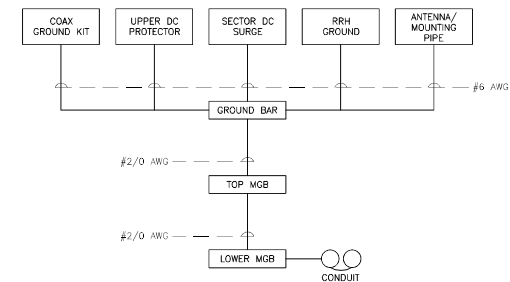 COAX
GROUND KIT
UPPER DC
PROTECTOR
SECTOR DC
SURGE
RRH
GROUND
ANTENNA/
MOUNTING
PIPE
#6 AWG
GROUND BAR
#2/0 AWG
TOP MGB
#2/0 AWG
LOWER MGB
CONDUIT